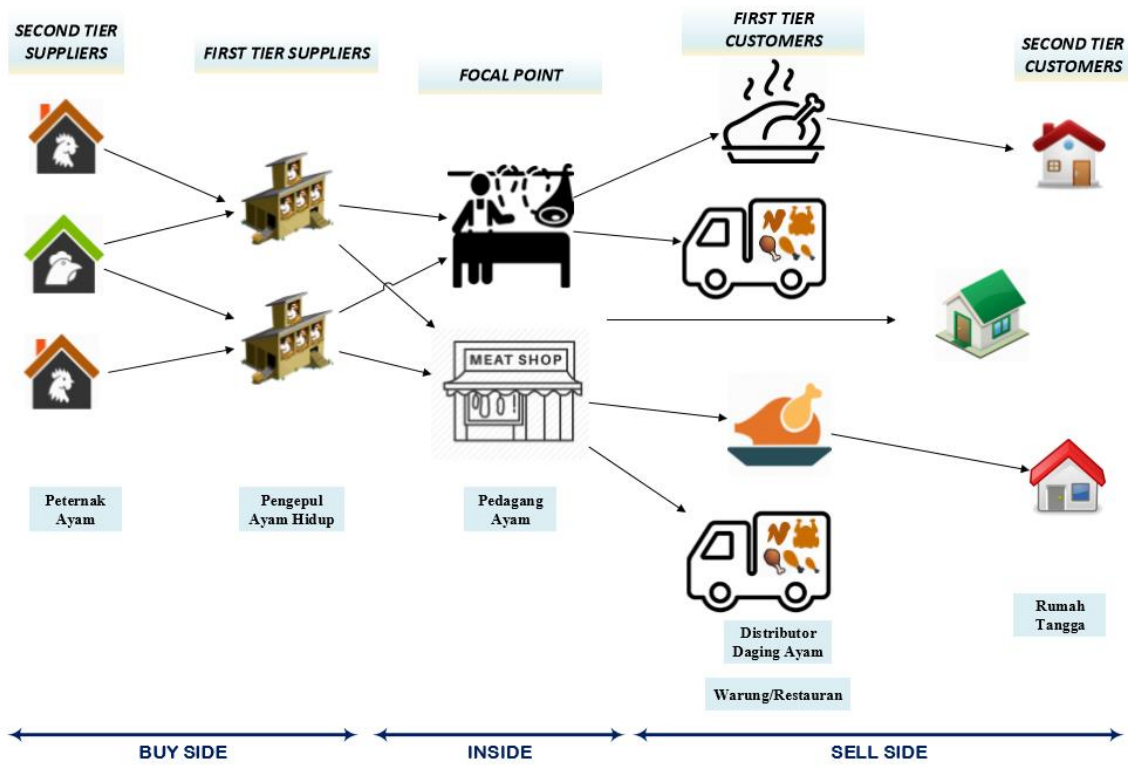 SECOND TIER
SUPPLIERS
FIRST TIER SUPPLIERS
FOCAL POINT
FIRST TIER
CUSTOMERS
SECOND TIER
CUSTOMERS
MEAT SHOP
Peternak
Ayam
Pengepul
Ayam Hidup
Pedagang
Ayam
Distributor
Daging Ayam
Warung/Restauran
Rumah
Tangga
BUY SIDE
INSIDE
SELL SIDE